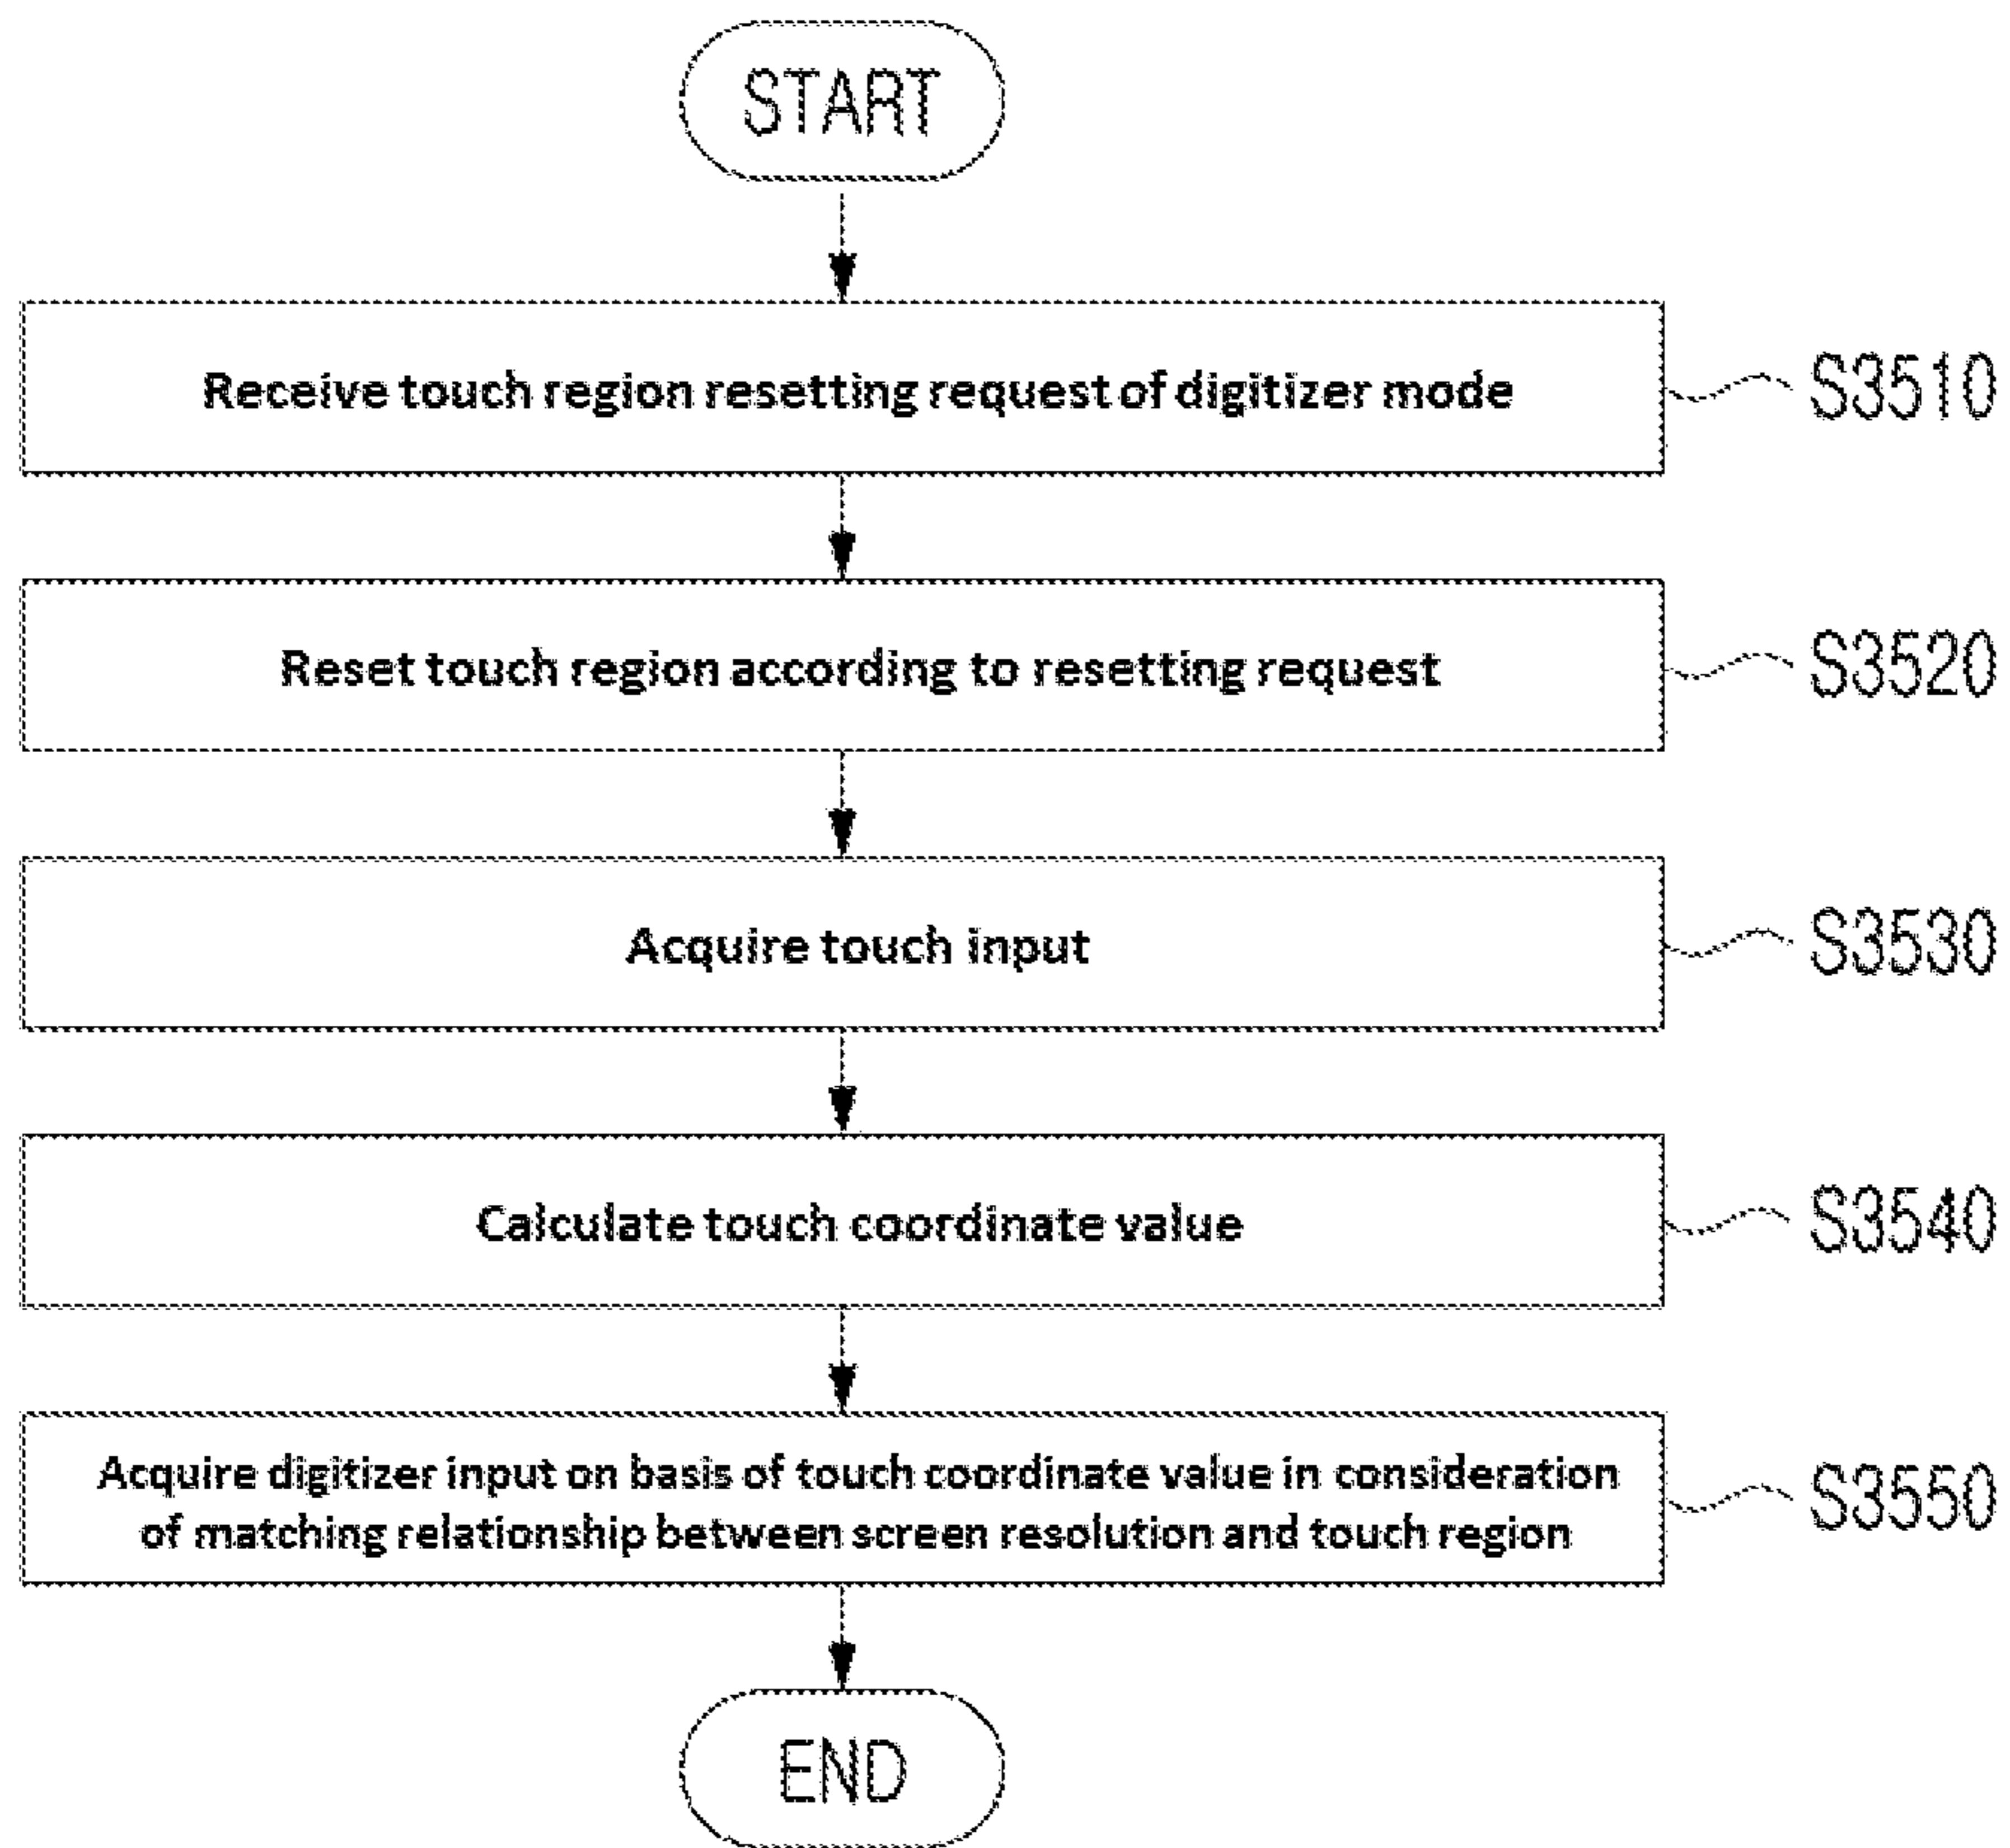 START
Receive touch region resetting request of digitizer mode
S3510
Reset touch region according to resetting request
S3520
Acquire touch input
S3530
Calculate touch coordinate value
S3540
Acquire digitizer input on basis of touch coordinate value in consideration
of matching relationship between screen resolution and touch region
S3550
END